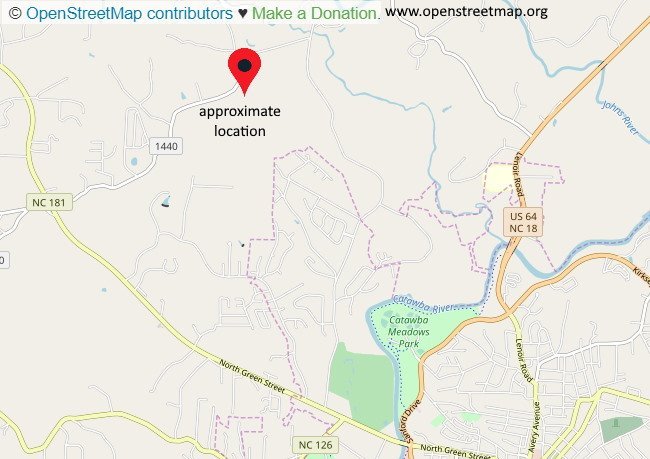 © OpenStreetMap contributors ♥ Make a Donation. www.openstreetmap.org
approximate
location
Johns River
1440
Lenoir Road
NC 181
US 64
NC 18
0
Kirkse
Catawba River
Catawba
Meadows
Park
Lenoir Road
North Green Street
Sanford Drive
Avery Avenue
NC 126
North Green Street